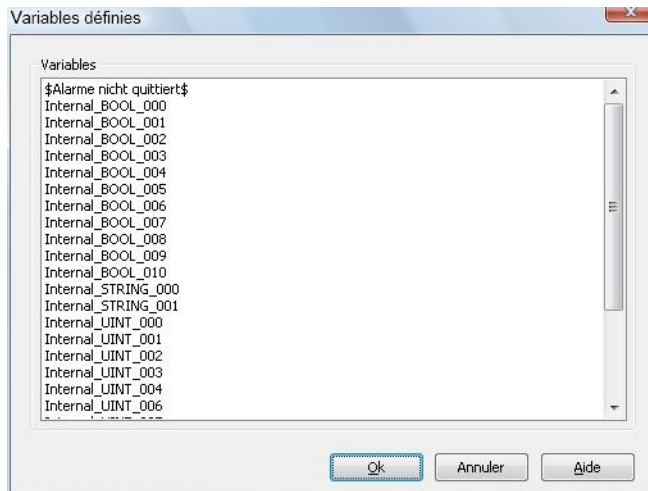 Variables définies
Variables
$Alarme nicht quittiert$
Internal_BOOL_000
Internal_BOOL_001
Internal_BOOL_002
Internal_BOOL_003
Internal_BOOL_004
Internal_BOOL_005
Internal_BOOL_006
Internal_BOOL_007
Internal_BOOL_008
Internal_BOOL_009
Internal_BOOL_010
Internal_STRING_000
Internal_STRING_001
Internal_UINT_000
Internal_UINT_001
Internal_UINT_002
Internal_UINT_003
Internal_UINT_004
Internal_UINT_006
Ok Annuler Aide